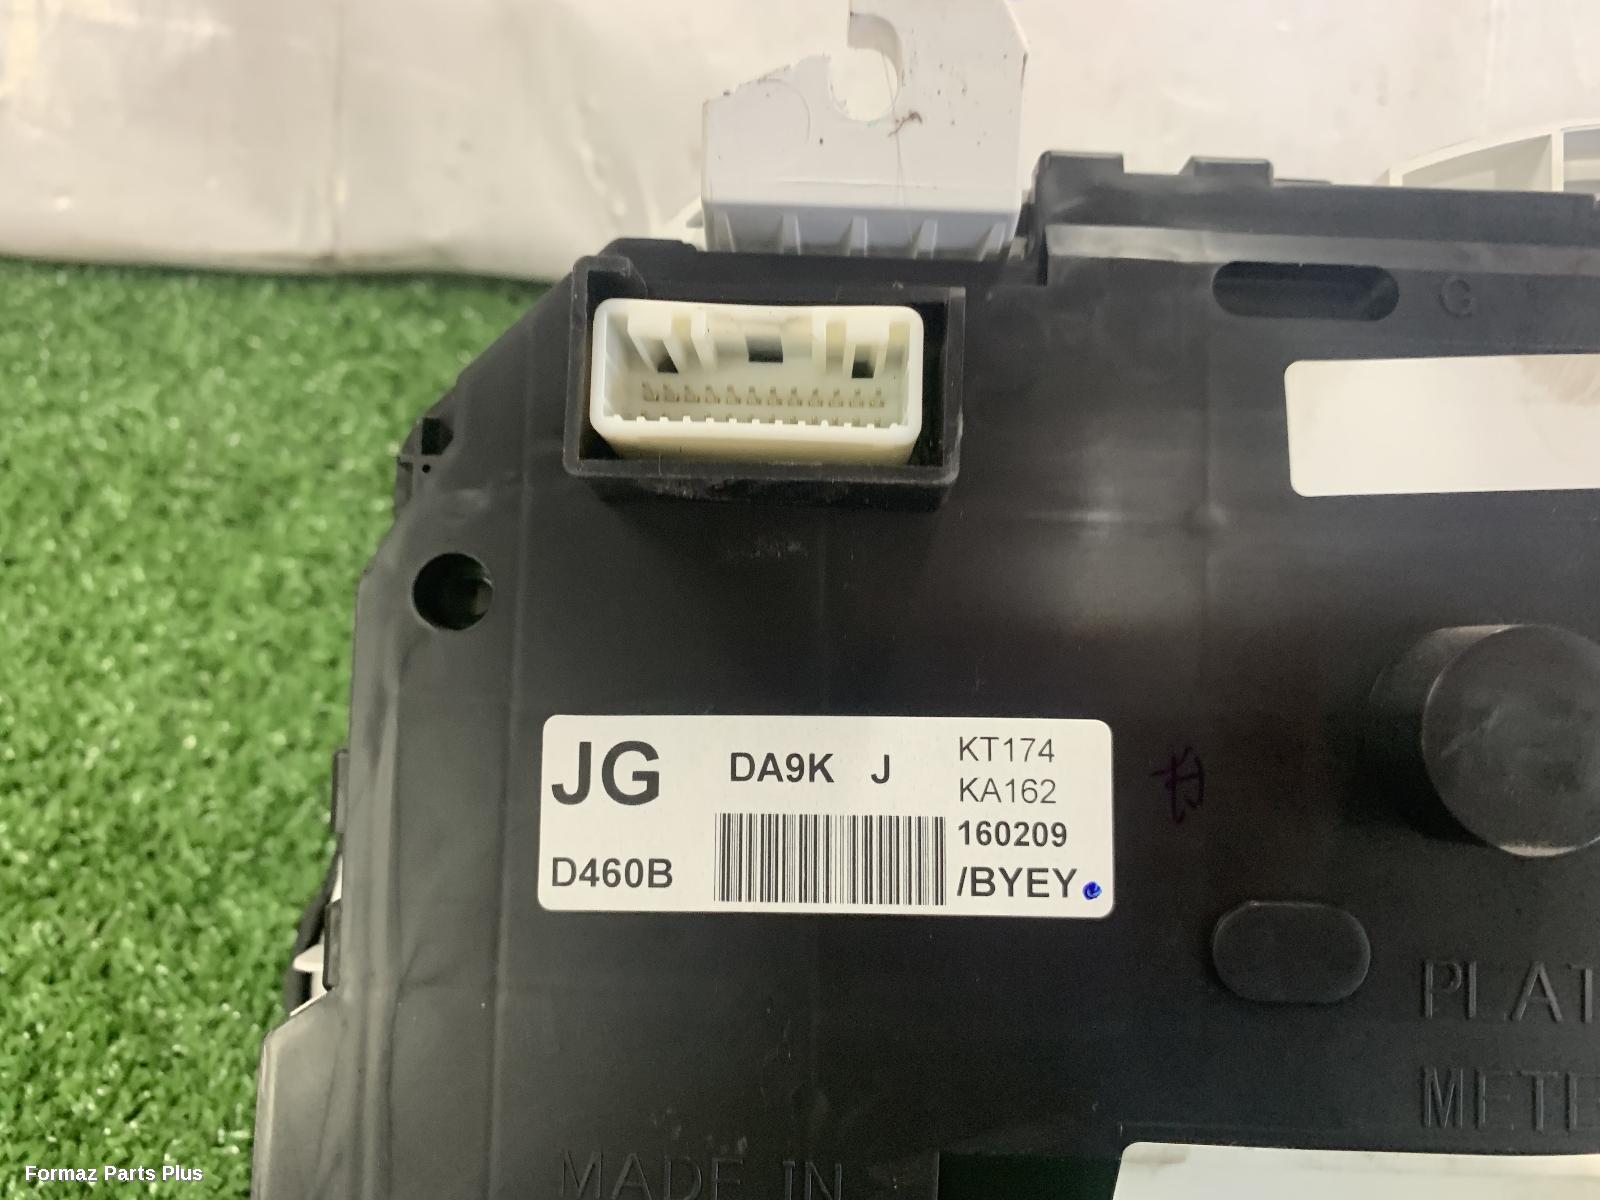 G
JG DA9K J KT174
KA162
160209
D460B /BYEY
PLAT
METE
MADE IN
Formaz Parts Plus